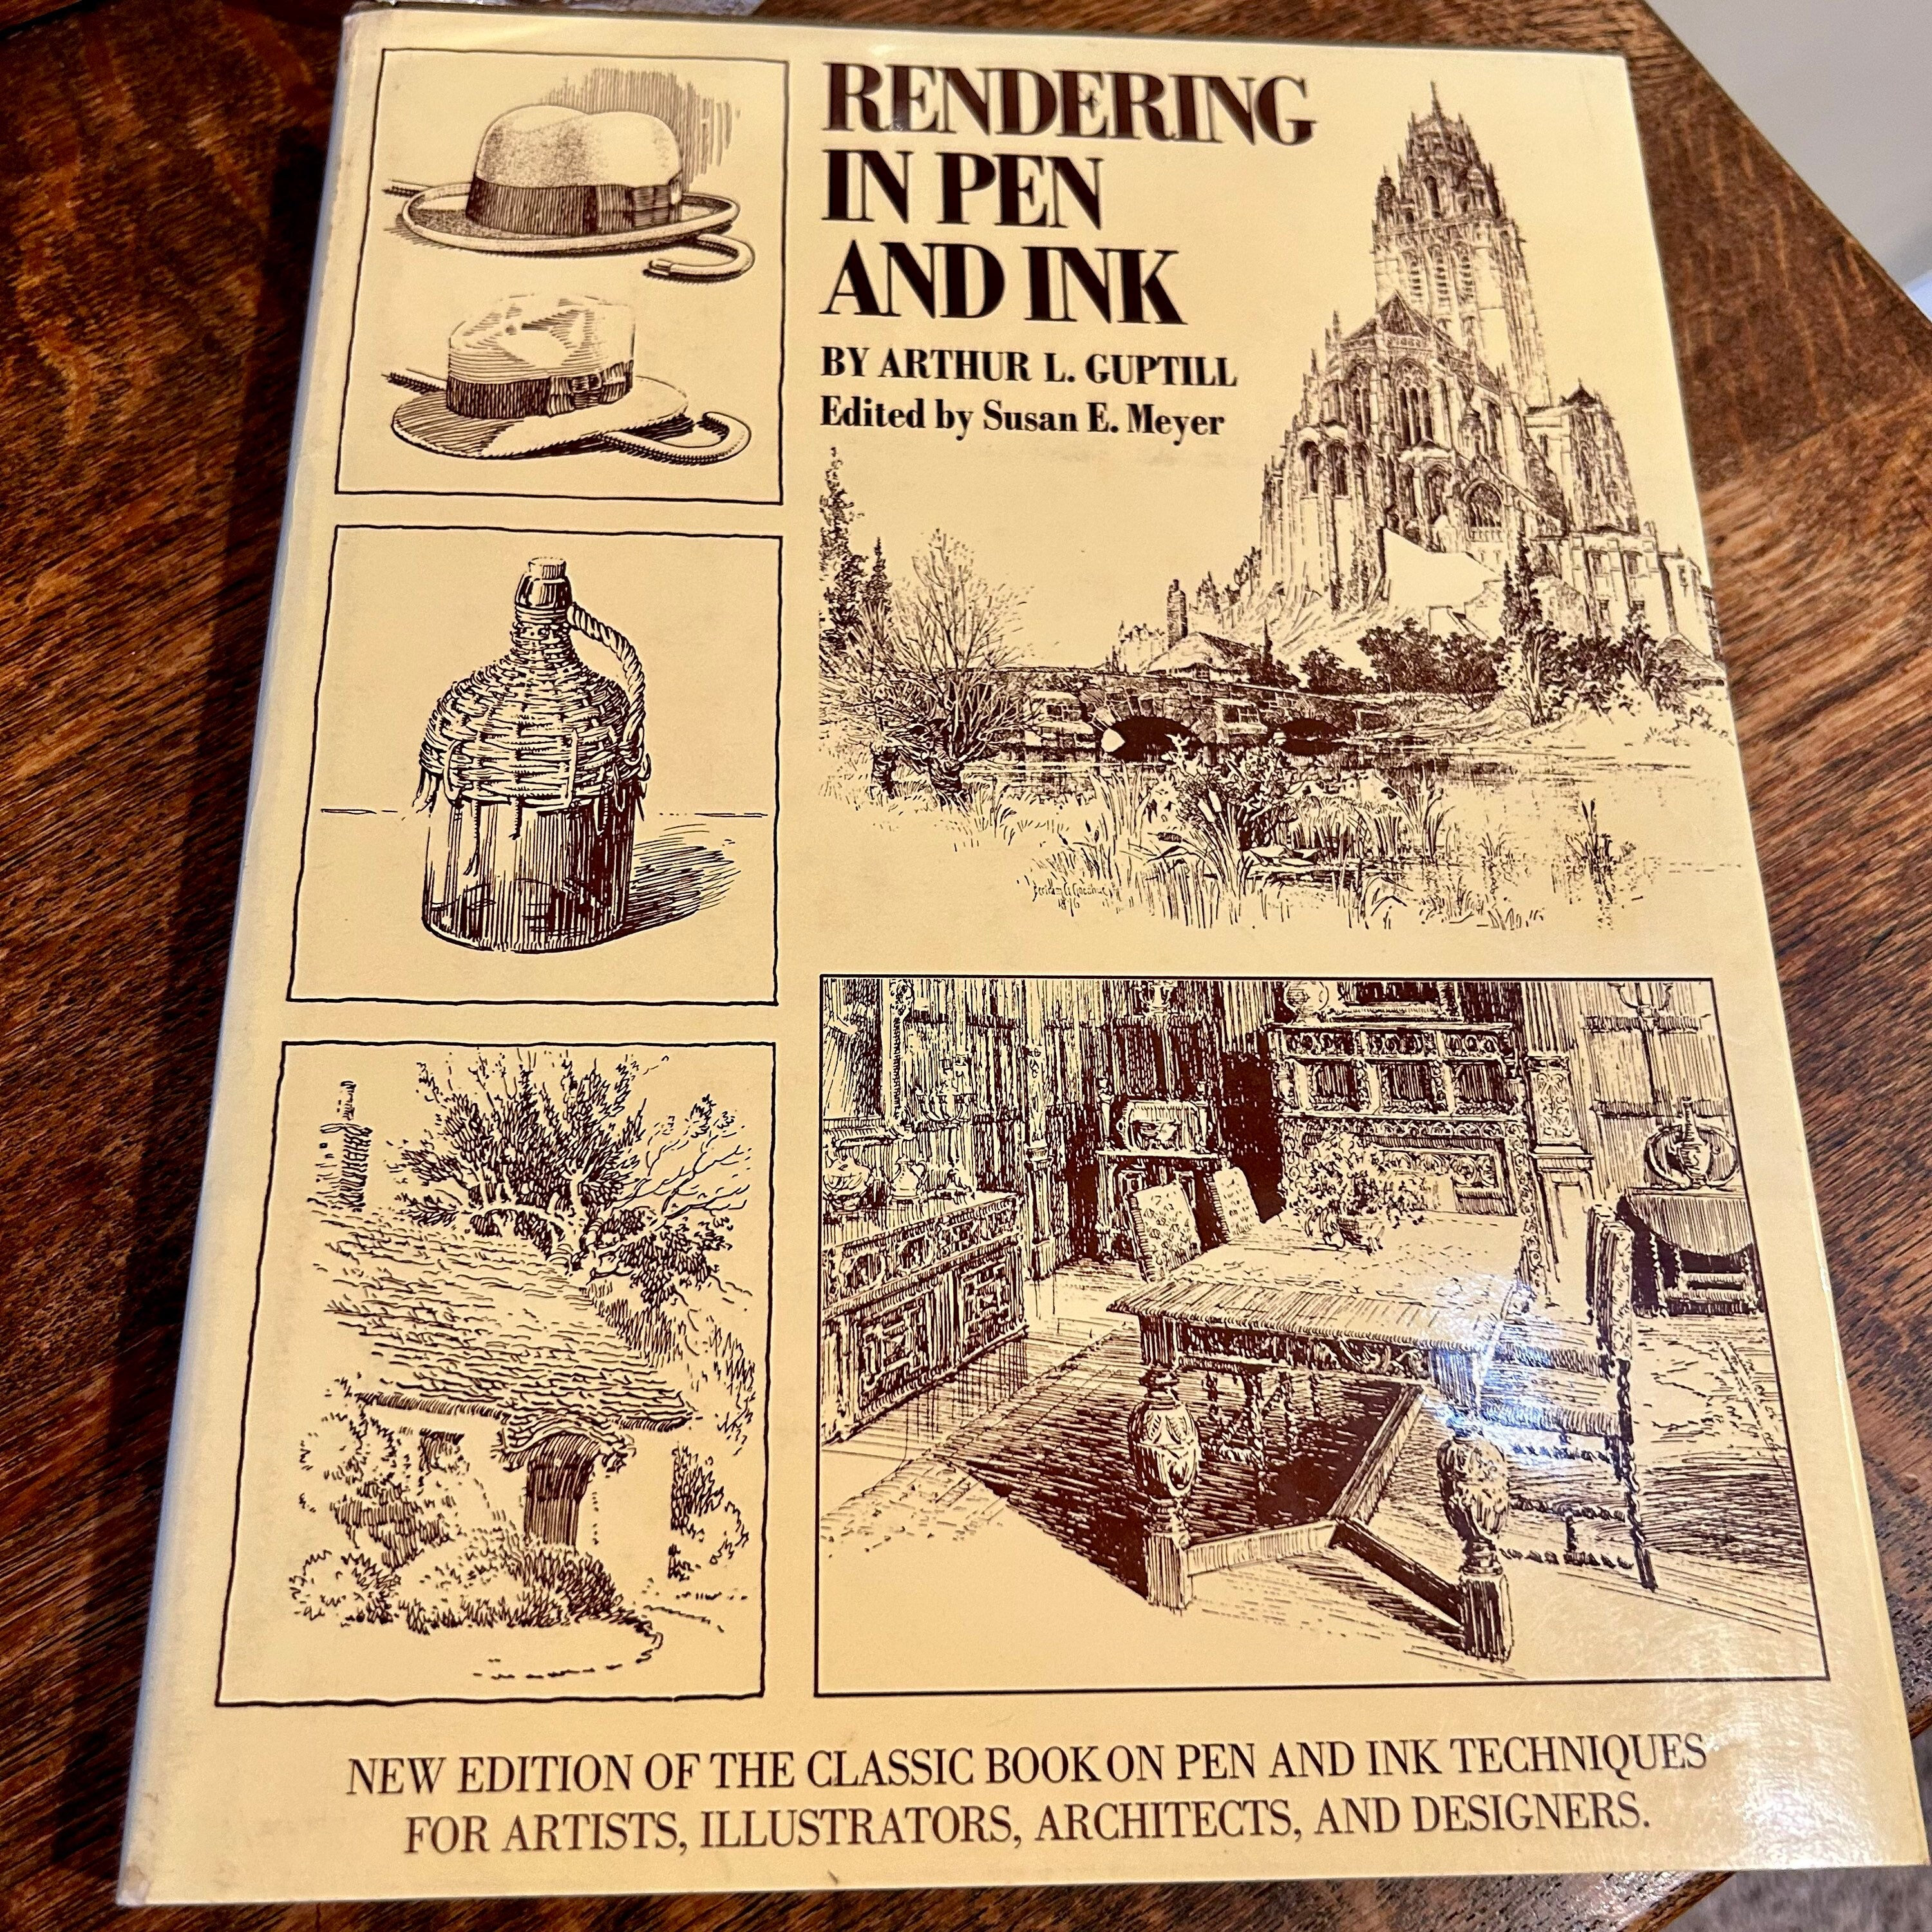 RENDERING
IN PEN
AND INK
BY ARTHUR L. GUPTILL
Edited by Susan E. Meyer
NEW EDITION OF THE CLASSIC BOOK ON PEN AND INK TECHNIQUES
FOR ARTISTS, ILLUSTRATORS, ARCHITECTS, AND DESIGNERS.